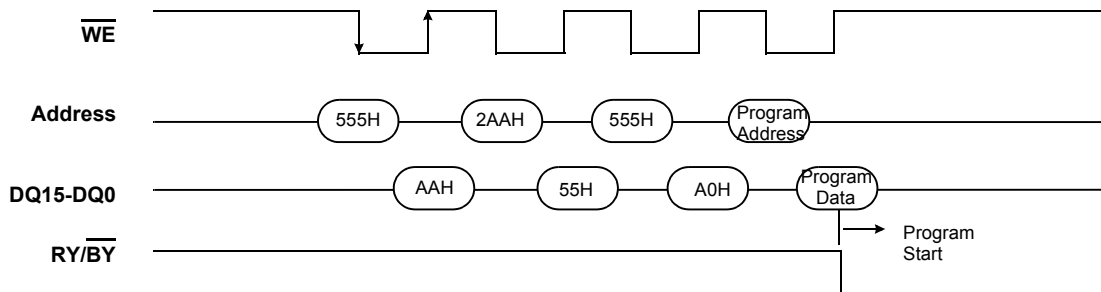 WE
Address 555H 2AAH 555H Program
Address
DQ15-DQ0 AAH 55H A0H Program
Data
RY/BY
Program
Start